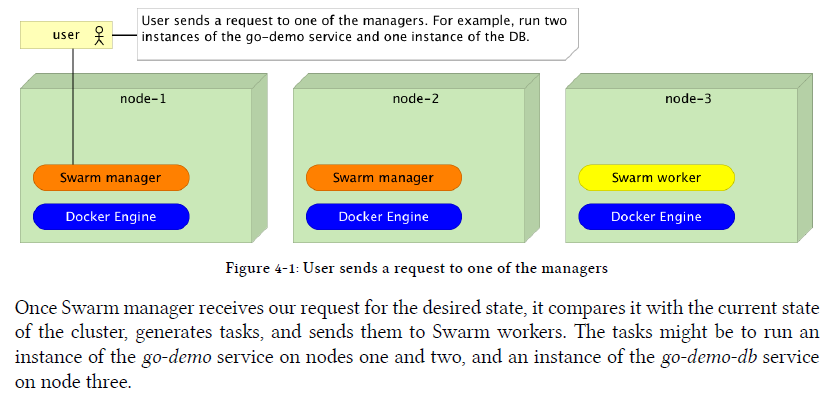 User sends a request to one of the managers. For example, run two
instances of the go-demo service and one instance of the DB.
user
node-1
node-2
node-3
Swarm manager
Swarm manager
Swarm worker
Docker Engine
Docker Engine
Docker Engine
Figure 4-1: User sends a request to one of the managers
Once Swarm manager receives our request for the desired state, it compares it with the current state
of the cluster, generates tasks, and sends them to Swarm workers. The tasks might be to run an
instance of the go-demo service on nodes one and two, and an instance of the go-demo-db service
on node three.